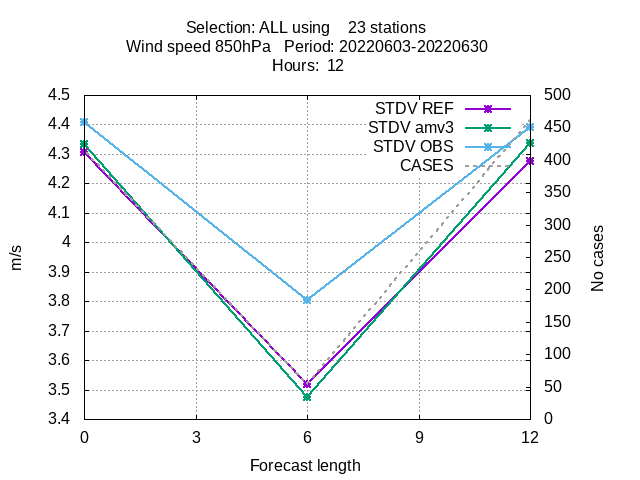 Selection: ALL using    23 stations
Wind speed 850hPa   Period: 20220603-20220630
Hours:  12
4.5
4.4
4.3
4.2
4.1
4
3.9
3.8
3.7
3.6
3.5
3.4
500
450
400
350
300
250
200
150
100
50
0
STDV REF
STDV amv3
STDV OBS
CASES
m/s
No cases
0 3 6 9 12
Forecast length